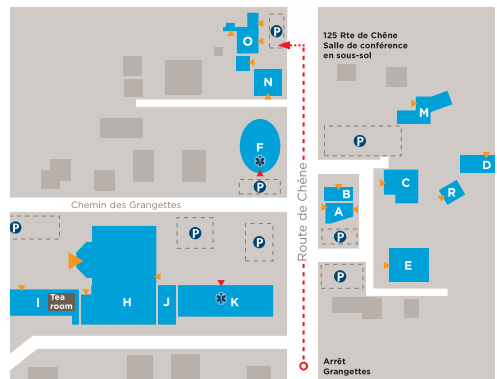 P
O
125 Rte de Chêne
Salle de conférence
en sous-sol
N
M
F
P
P
D
C
R
Chemin des Grangettes
B
A
Route de Chêne
P
P
P
P
E
P
I
Tea
room
H
J
K
Arrêt
Grangettes